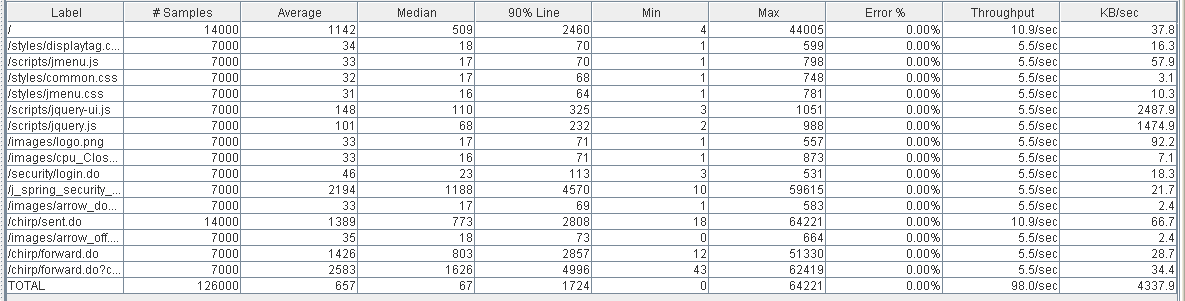 Label # Samples Average Median 90% Line Min Max Error % Throughput KB/sec
/ 14000 1142 509 2460 4 44005 0.00% 10.9/sec 37.8
/styles/displaytag.c... 7000 34 18 70 1 599 0.00% 5.5/sec 16.3
/scripts/jmenu.js 7000 33 17 70 1 798 0.00% 5.5/sec 57.9
/styles/common.css 7000 32 17 68 1 748 0.00% 5.5/sec 3.1
/styles/jmenu.css 7000 31 16 64 1 781 0.00% 5.5/sec 10.3
/scripts/jquery-ui.js 7000 148 110 325 3 1051 0.00% 5.5/sec 2487.9
/scripts/jquery.js 7000 101 68 232 2 988 0.00% 5.5/sec 1474.9
/images/logo.png 7000 33 17 71 1 557 0.00% 5.5/sec 92.2
/images/cpu_Clos... 7000 33 16 71 1 873 0.00% 5.5/sec 7.1
/security/login.do 7000 46 23 113 3 531 0.00% 5.5/sec 18.3
/j_spring_security_... 7000 2194 1188 4570 10 59615 0.00% 5.5/sec 21.7
/images/arrow_do... 7000 33 17 69 1 583 0.00% 5.5/sec 2.4
/chirp/sent.do 14000 1389 773 2808 18 64221 0.00% 10.9/sec 66.7
/images/arrow_off.... 7000 35 18 73 0 664 0.00% 5.5/sec 2.4
/chirp/forward.do 7000 1426 803 2857 12 51330 0.00% 5.5/sec 28.7
/chirp/forward.do?c... 7000 2583 1626 4996 43 62419 0.00% 5.5/sec 34.4
TOTAL 126000 657 67 1724 0 64221 0.00% 98.0/sec 4337.9